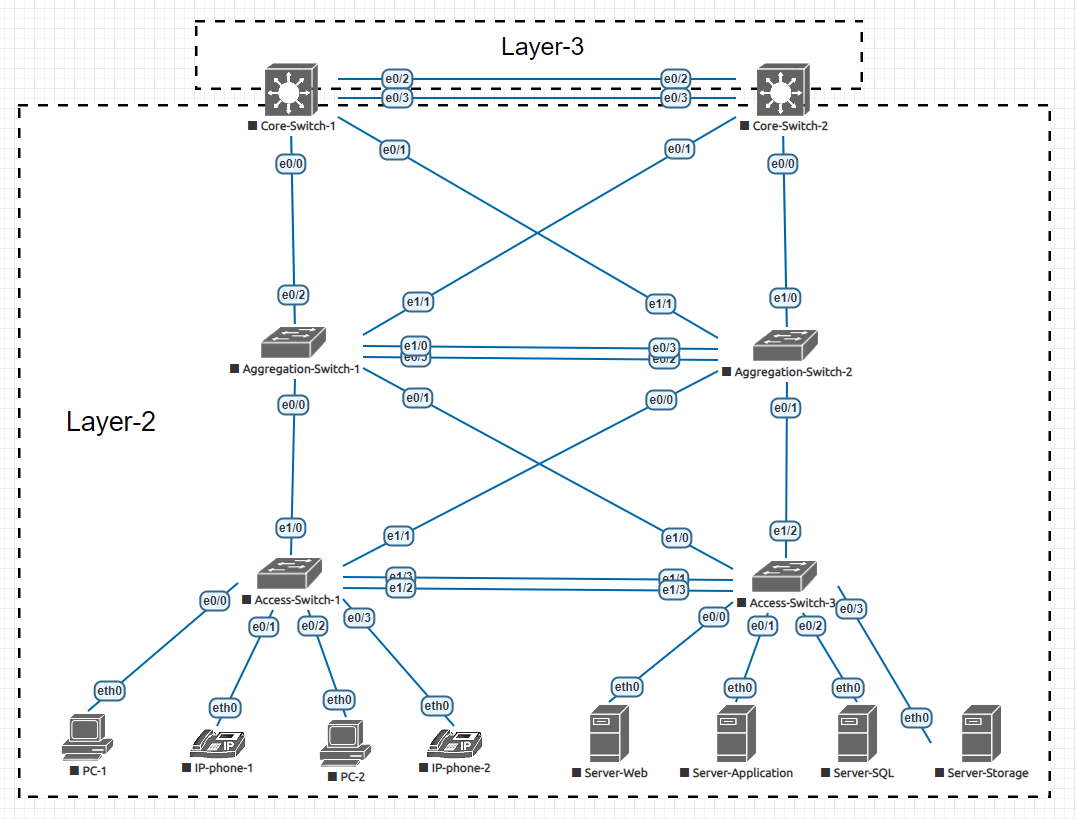 Layer-3
e0/2 e0/2
e0/3 e0/3
Core-Switch-1 Core-Switch-2
e0/1 e0/1
e0/0 e0/0
e0/2 e1/1 e1/1 e1/0
e1/0 e0/3
e0/3 e0/2
Aggregation-Switch-1 Aggregation-Switch-2
e0/0 e0/1 e0/0 e0/1
Layer-2
e1/0 e1/1 e1/0 e1/2
e1/3 e1/1
e1/2 e1/3
Access-Switch-1 Access-Switch-3
e0/0 e0/1 e0/2 e0/3 e0/0 e0/1 e0/2 e0/3
eth0 eth0 eth0 eth0 eth0 eth0 eth0 eth0
IP IP
PC-1 IP-phone-1 PC-2 IP-phone-2 Server-Web Server-Application Server-SQL Server-Storage